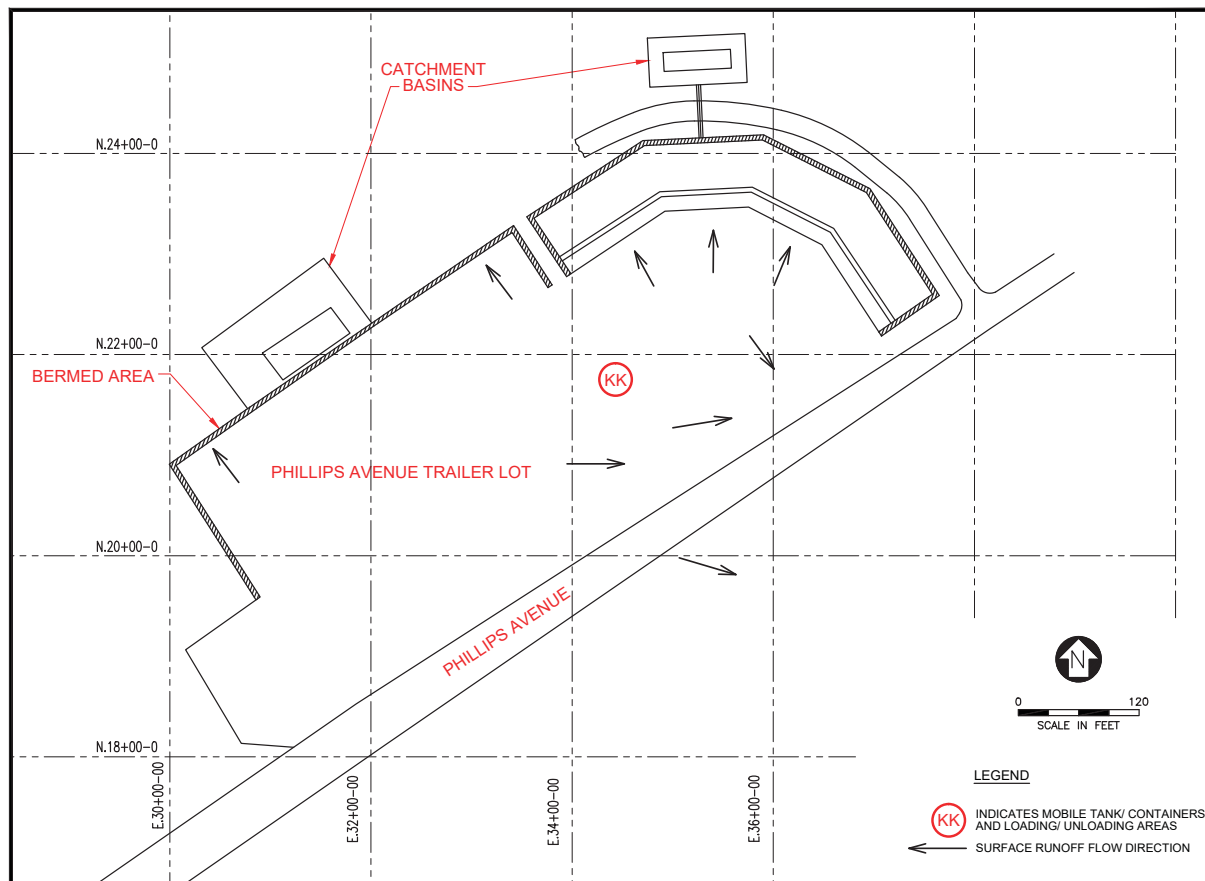 CATCHMENT
BASINS
N.24+00-0
N.22+00-0
BERMED AREA
KK
PHILLIPS AVENUE TRAILER LOT
N.20+00-0
PHILLIPS AVENUE
N
0 120
SCALE IN FEET
N.18+00-0
E.30+00-00
E.32+00-00
E.34+00-00
E.36+00-00
LEGEND
KK
INDICATES MOBILE TANK/ CONTAINERS
AND LOADING/ UNLOADING AREAS
SURFACE RUNOFF FLOW DIRECTION